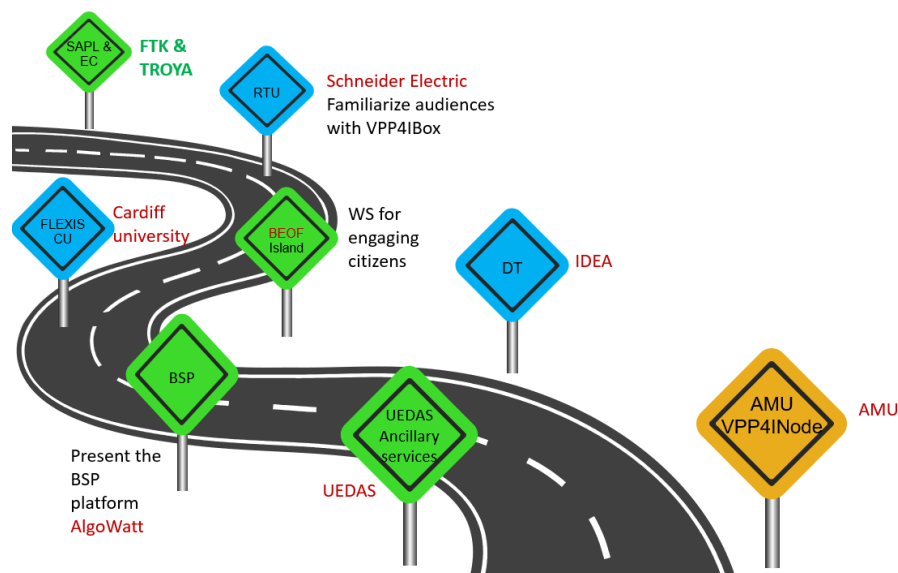 SAPL &
EC
FTK &
TROYA
RTU
Schneider Electric
Familiarize audiences
with VPP4IBox
FLEXIS
CU
Cardiff
university
BEOF
Island
WS for
engaging
citizens
DT
IDEA
BSP
Present the
BSP
platform
AlgoWatt
UEDAS
Ancillary
services
UEDAS
AMU
VPP4INode
AMU